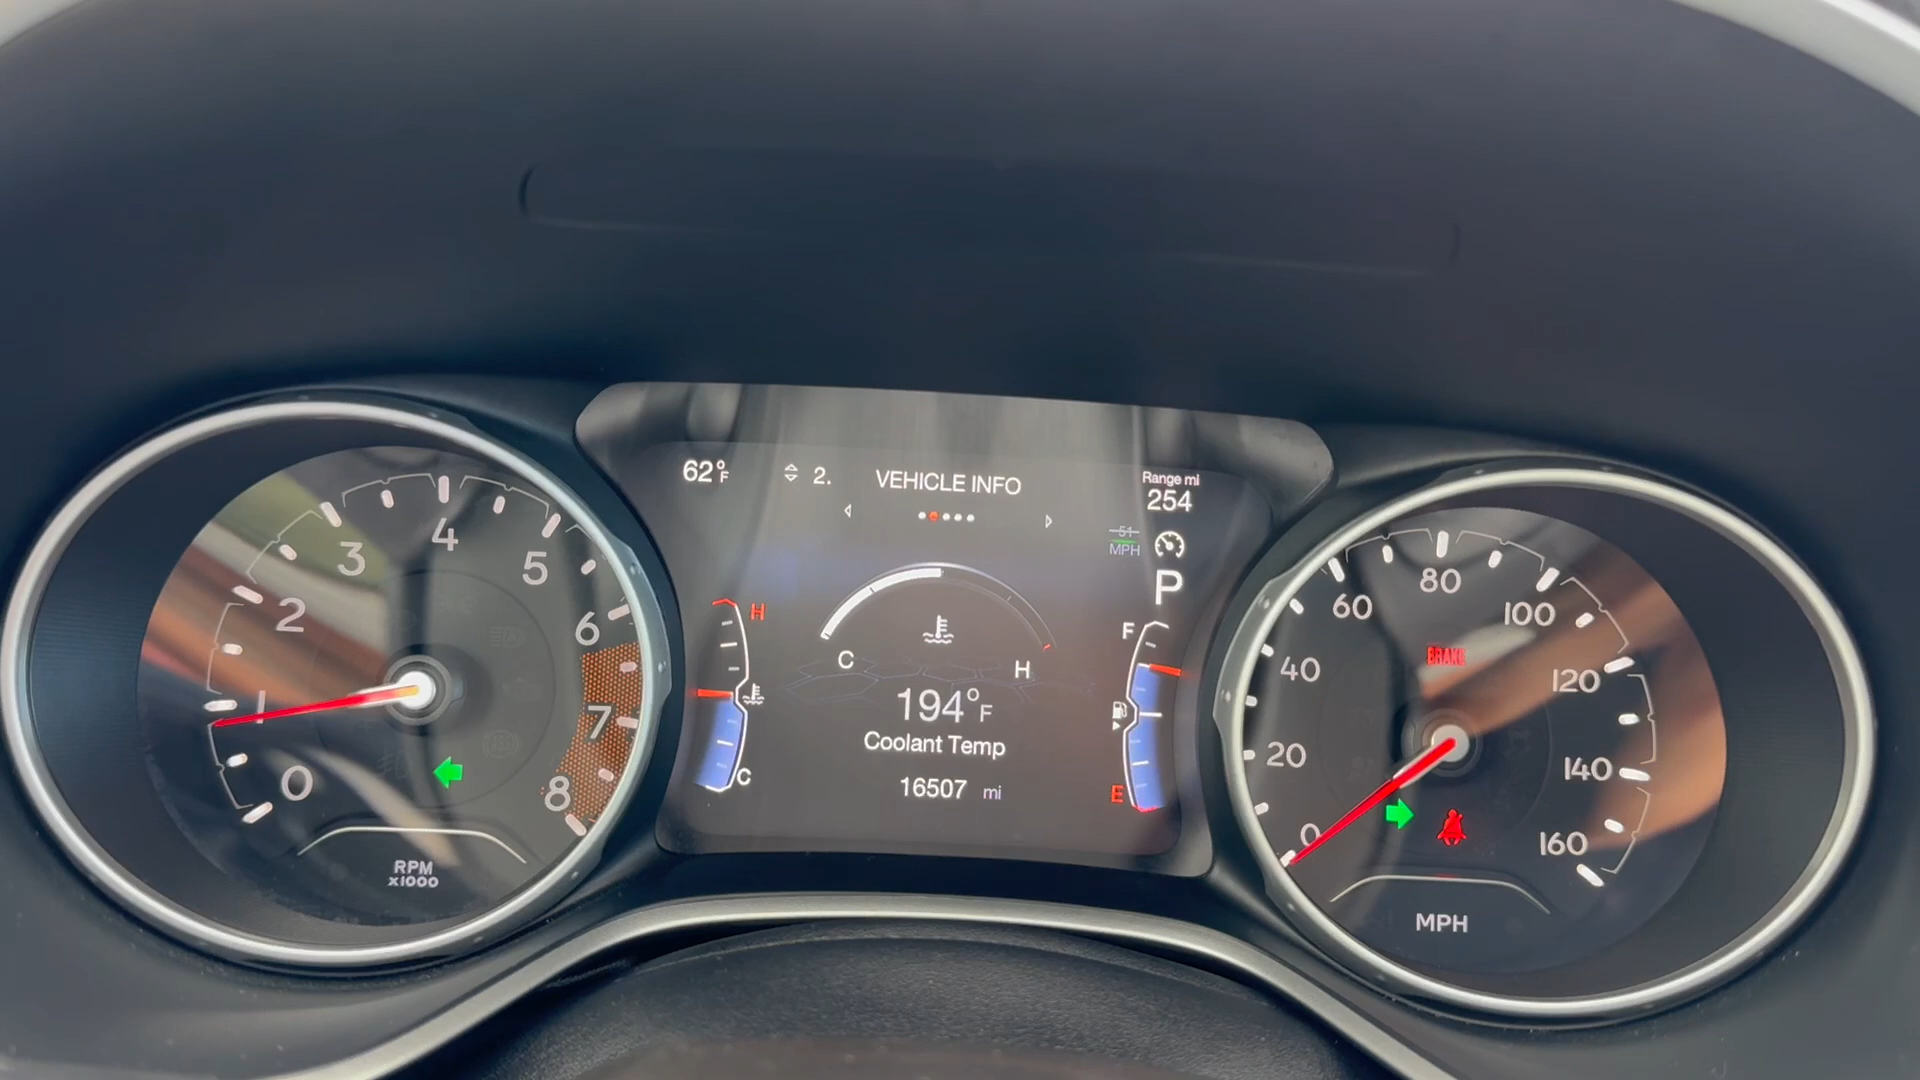 62°F
2.
VEHICLE INFO
Range mi
254
51
MPH
P
H
C
C
H
194°F
Coolant Temp
16507 mi
F
E
0
1
2
3
4
5
6
7
8
RPM
x1000
0
20
40
60
80
100
120
140
160
BRAKE
MPH